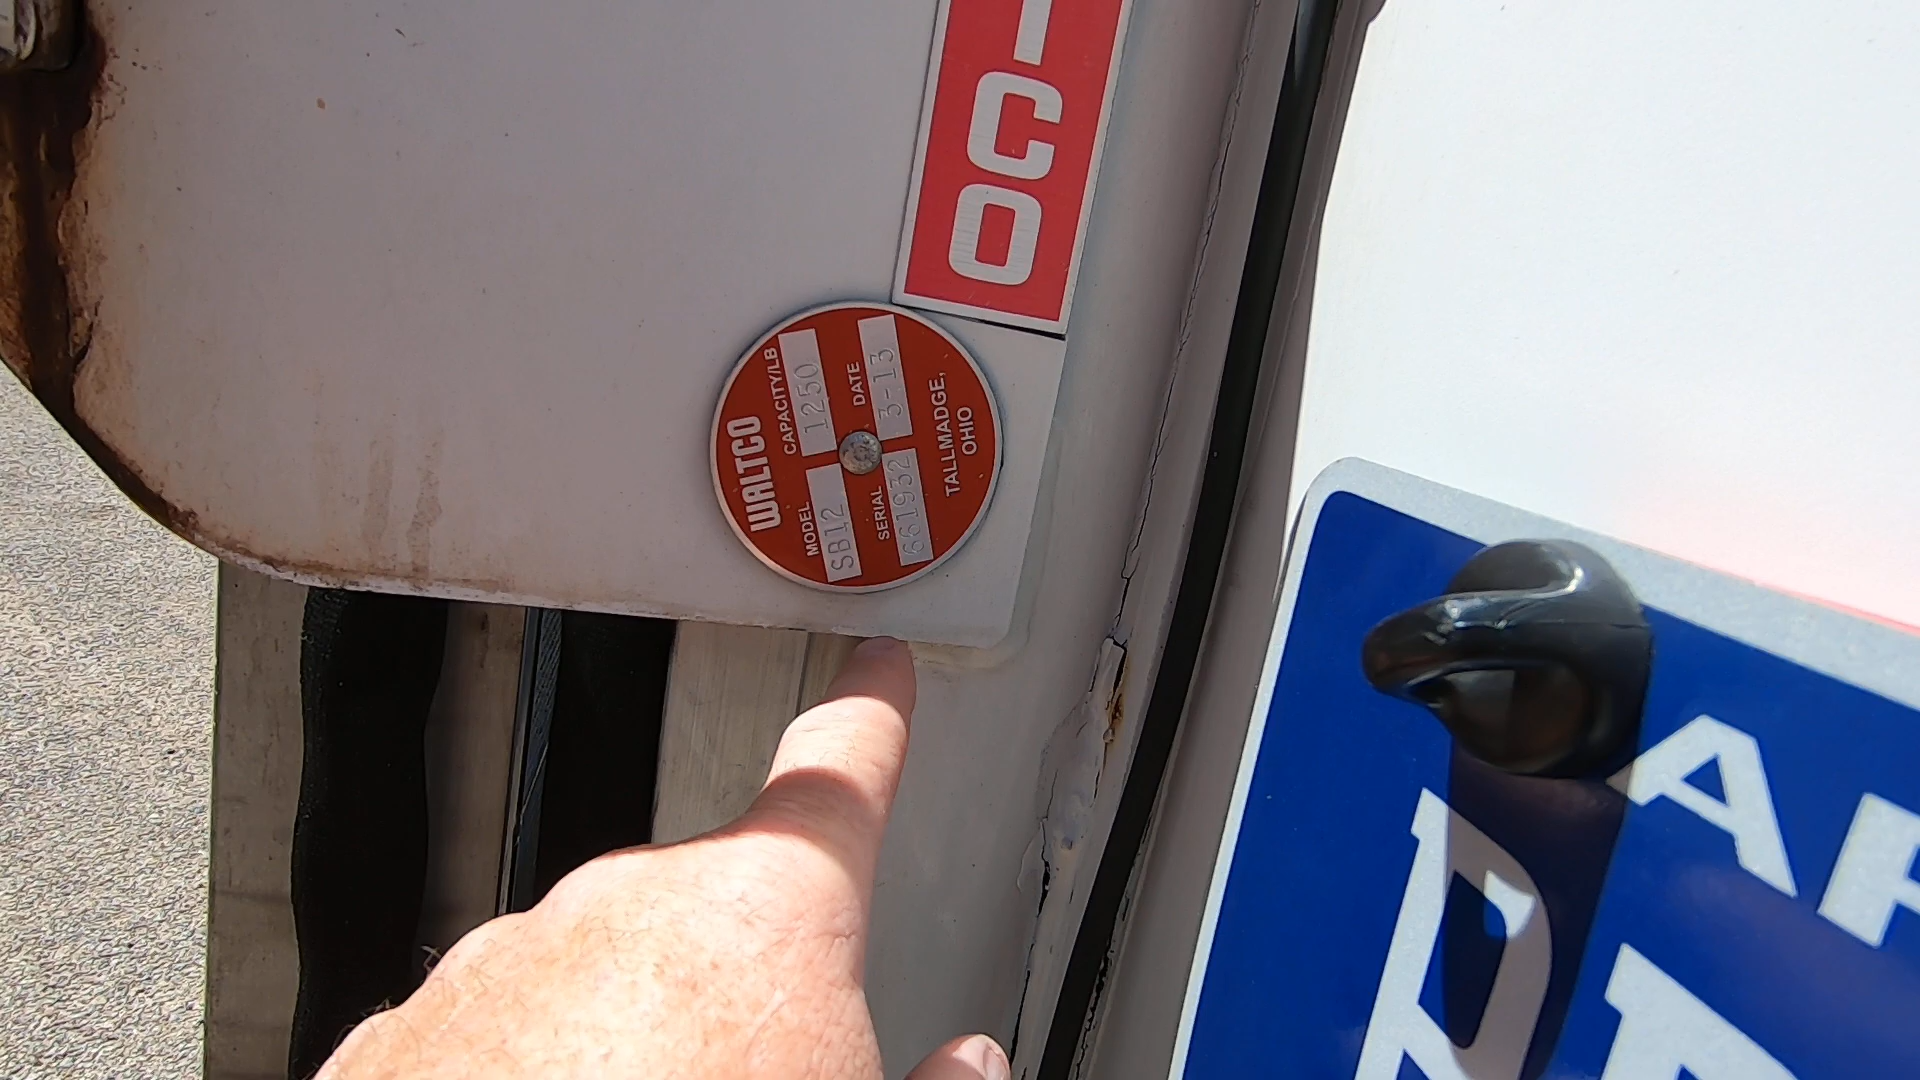 ICO
WALTCO
MODEL CAPACITY/LB
SB12 1250
SERIAL DATE
661932 3-13
TALLMADGE,
OHIO